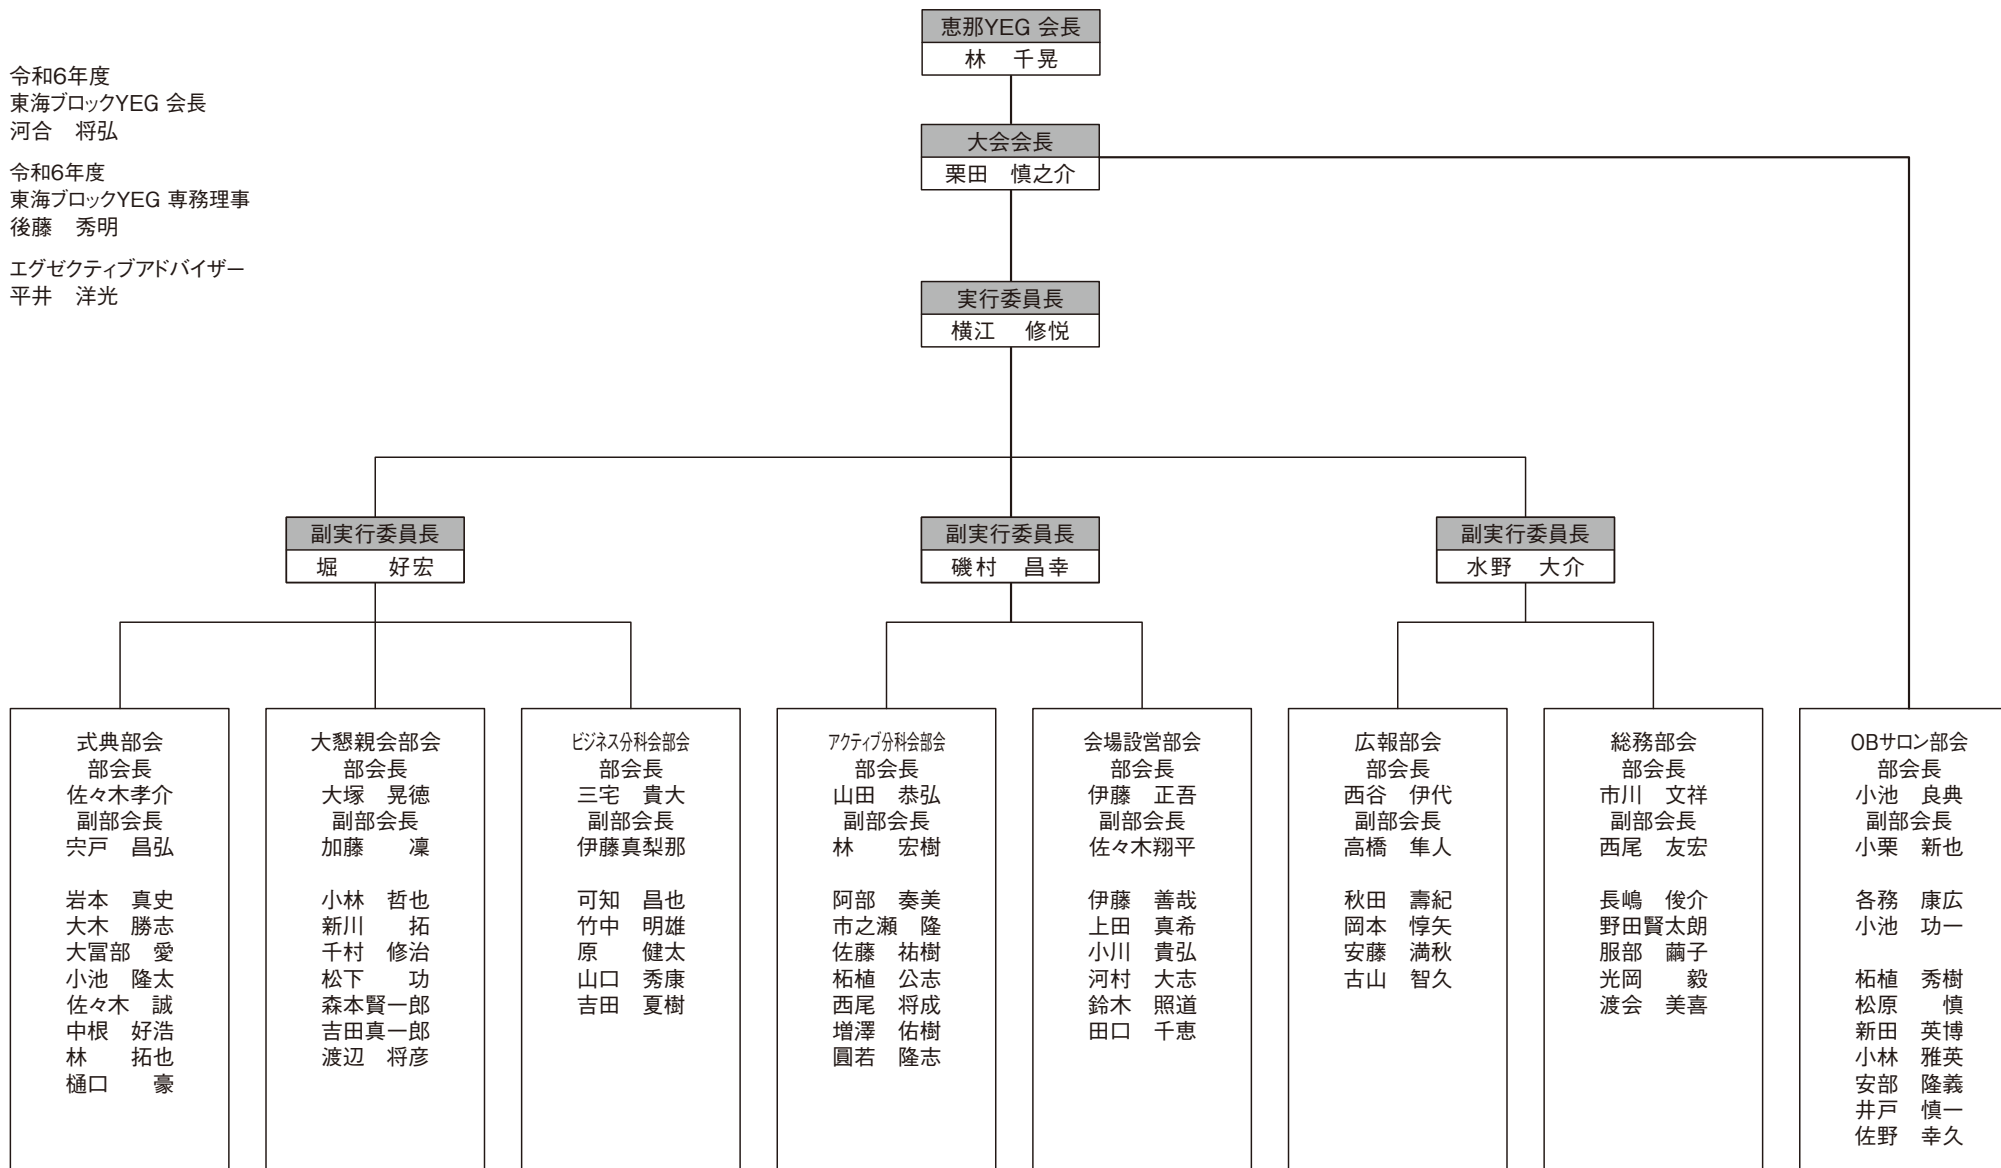 恵那YEG 会長
林　千晃
令和6年度
東海ブロックYEG 会長
河合　将弘
令和6年度
東海ブロックYEG 専務理事
後藤　秀明
エグゼクティブアドバイザー
平井　洋光
大会会長
栗田　慎之介
実行委員長
横江　修悦
副実行委員長
堀　　好宏
副実行委員長
磯村　昌幸
副実行委員長
水野　大介
式典部会
部会長
佐々木孝介
副部会長
宍戸　昌弘
岩本　真史
大木　勝志
大冨部　愛
小池　隆太
佐々木　誠
中根　好浩
林　　拓也
樋口　　豪
大懇親会部会
部会長
大塚　晃徳
副部会長
加藤　　凜
小林　哲也
新川　　拓
千村　修治
松下　　功
森本賢一郎
吉田真一郎
渡辺　将彦
ビジネス分科会部会
部会長
三宅　貴大
副部会長
伊藤真梨那
可知　昌也
竹中　明雄
原　　健太
山口　秀康
吉田　夏樹
アクティブ分科会部会
部会長
山田　恭弘
副部会長
林　　宏樹
阿部　奏美
市之瀬　隆
佐藤　祐樹
柘植　公志
西尾　将成
増澤　佑樹
圓若　隆志
会場設営部会
部会長
伊藤　正吾
副部会長
佐々木翔平
伊藤　善哉
上田　真希
小川　貴弘
河村　大志
鈴木　照道
田口　千恵
広報部会
部会長
西谷　伊代
副部会長
高橋　隼人
秋田　壽紀
岡本　惇矢
安藤　満秋
古山　智久
総務部会
部会長
市川　文祥
副部会長
西尾　友宏
長嶋　俊介
野田賢太朗
服部　繭子
光岡　　毅
渡会　美喜
OBサロン部会
部会長
小池　良典
副部会長
小栗　新也
各務　康広
小池　功一
柘植　秀樹
松原　　慎
新田　英博
小林　雅英
安部　隆義
井戸　慎一
佐野　幸久